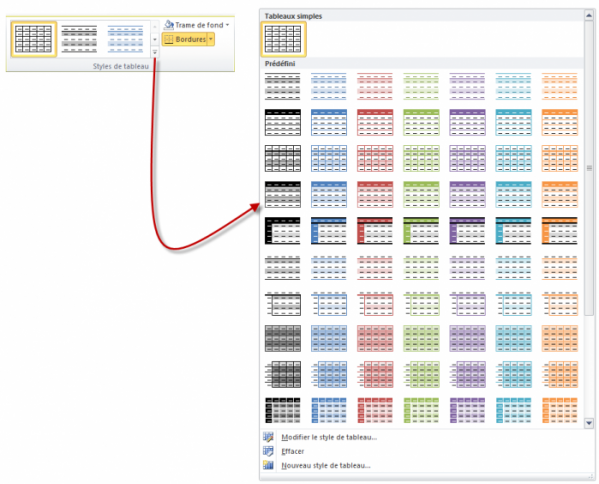 Trame de fond
Bordures
Styles de tableau
Tableaux simples
Prédéfini
Modifier le style de tableau...
Effacer
Nouveau style de tableau...